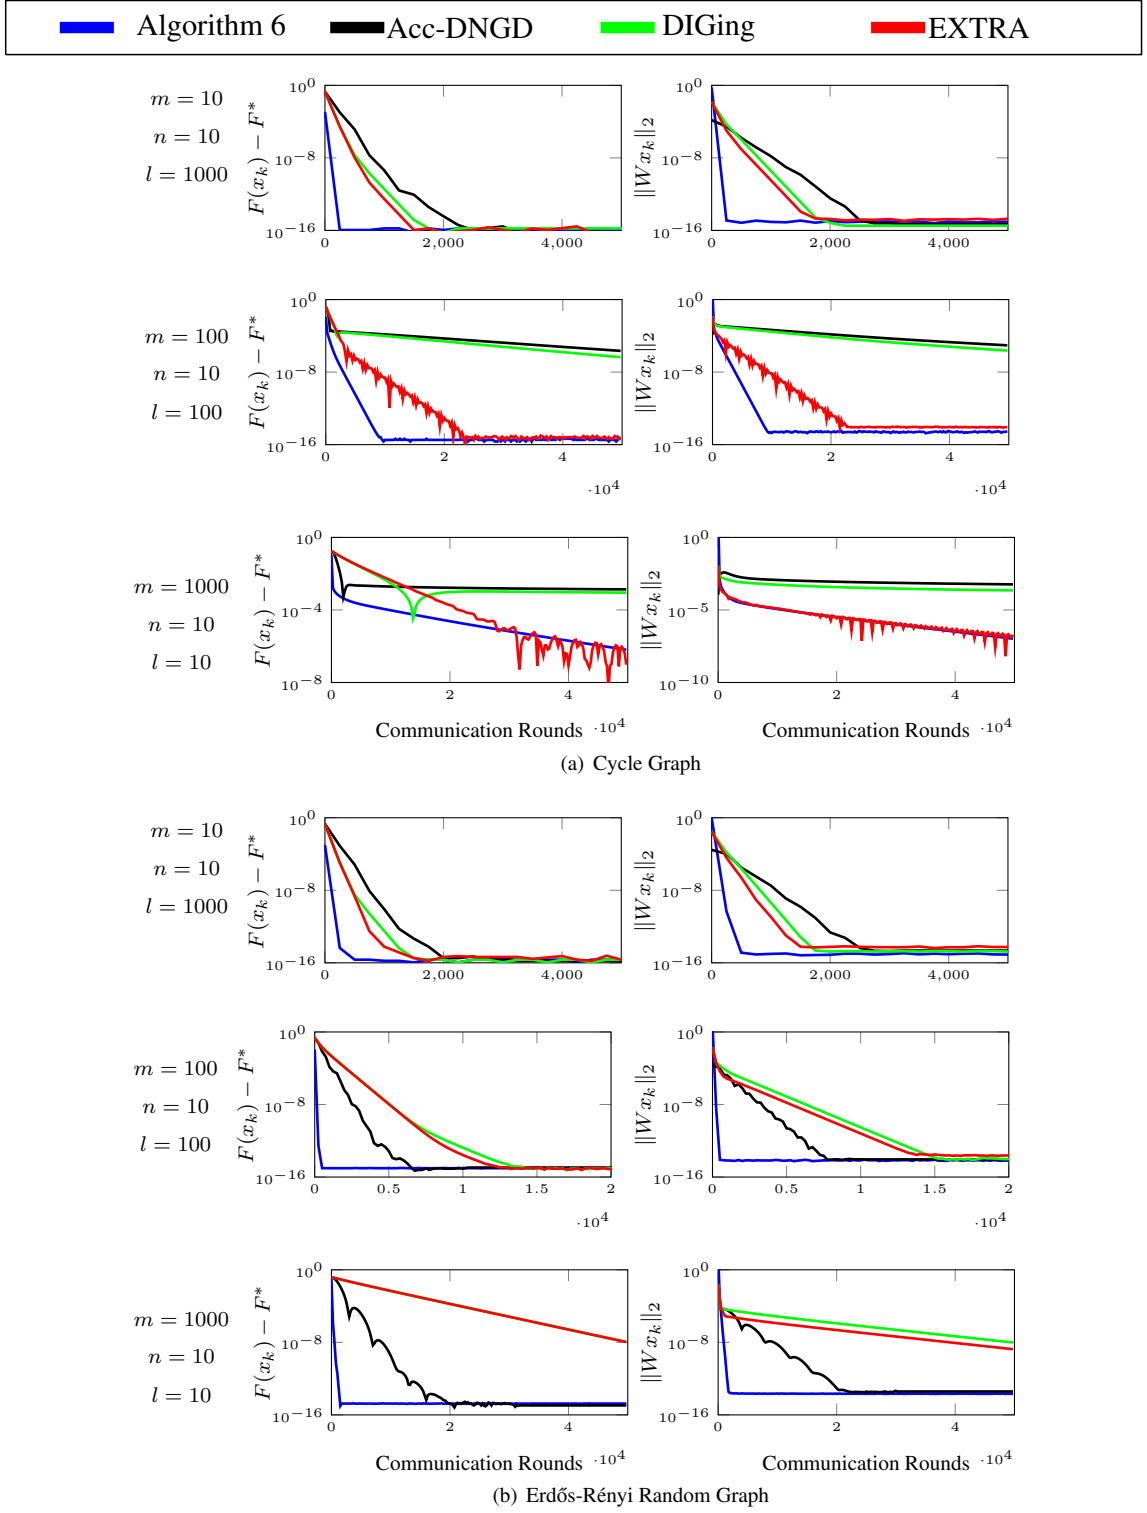 Algorithm 6 Acc-DNGD DIGing EXTRA
m = 10
n = 10
l = 1000
F(x_k) − F*
10^0
10^−8
10^−16
0 2,000 4,000
‖Wx_k‖_2
10^0
10^−8
10^−16
0 2,000 4,000
m = 100
n = 10
l = 100
F(x_k) − F*
10^0
10^−8
10^−16
0 2 4
·10^4
‖Wx_k‖_2
10^0
10^−8
10^−16
0 2 4
·10^4
m = 1000
n = 10
l = 10
F(x_k) − F*
10^0
10^−4
10^−8
0 2 4
Communication Rounds ·10^4
‖Wx_k‖_2
10^0
10^−5
10^−10
0 2 4
Communication Rounds ·10^4
(a) Cycle Graph
m = 10
n = 10
l = 1000
F(x_k) − F*
10^0
10^−8
10^−16
0 2,000 4,000
‖Wx_k‖_2
10^0
10^−8
10^−16
0 2,000 4,000
m = 100
n = 10
l = 100
F(x_k) − F*
10^0
10^−8
10^−16
0 0.5 1 1.5 2
·10^4
‖Wx_k‖_2
10^0
10^−8
10^−16
0 0.5 1 1.5 2
·10^4
m = 1000
n = 10
l = 10
F(x_k) − F*
10^0
10^−8
10^−16
0 2 4
Communication Rounds ·10^4
‖Wx_k‖_2
10^0
10^−8
10^−16
0 2 4
Communication Rounds ·10^4
(b) Erdős-Rényi Random Graph